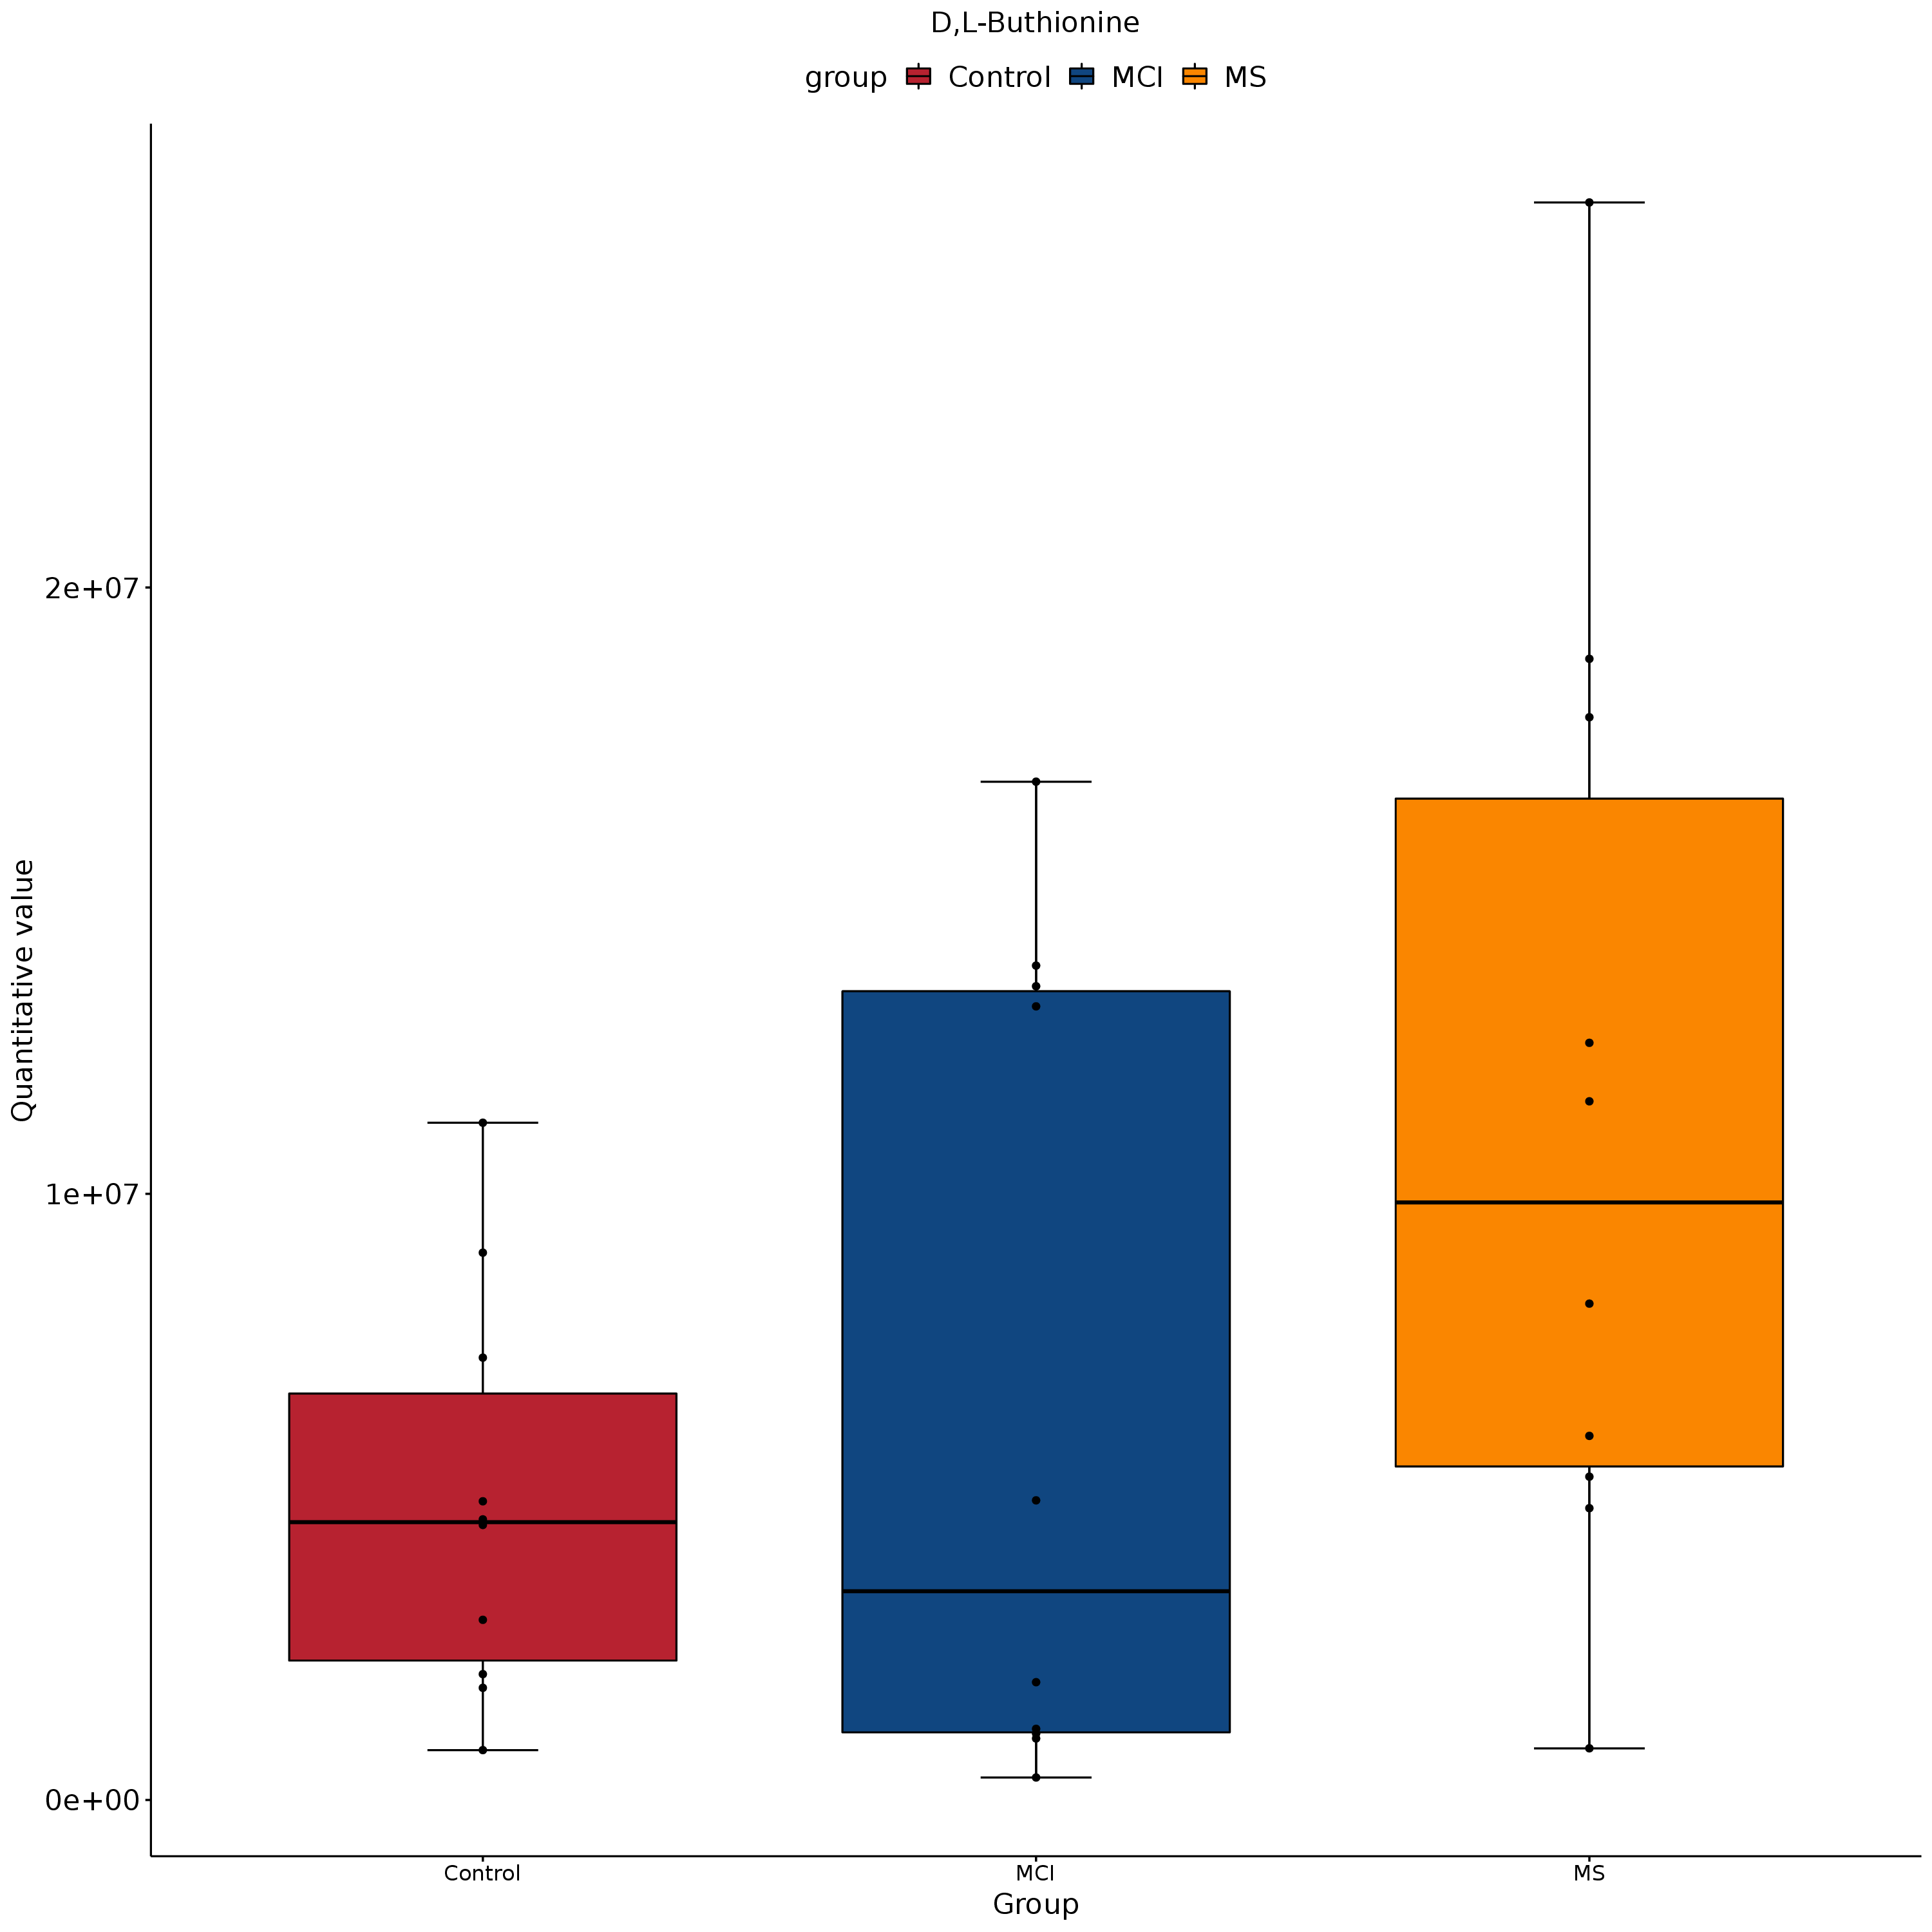 D,L-Buthionine
group Control MCI MS
Quantitative value
2e+07
1e+07
0e+00
Control MCI MS
Group